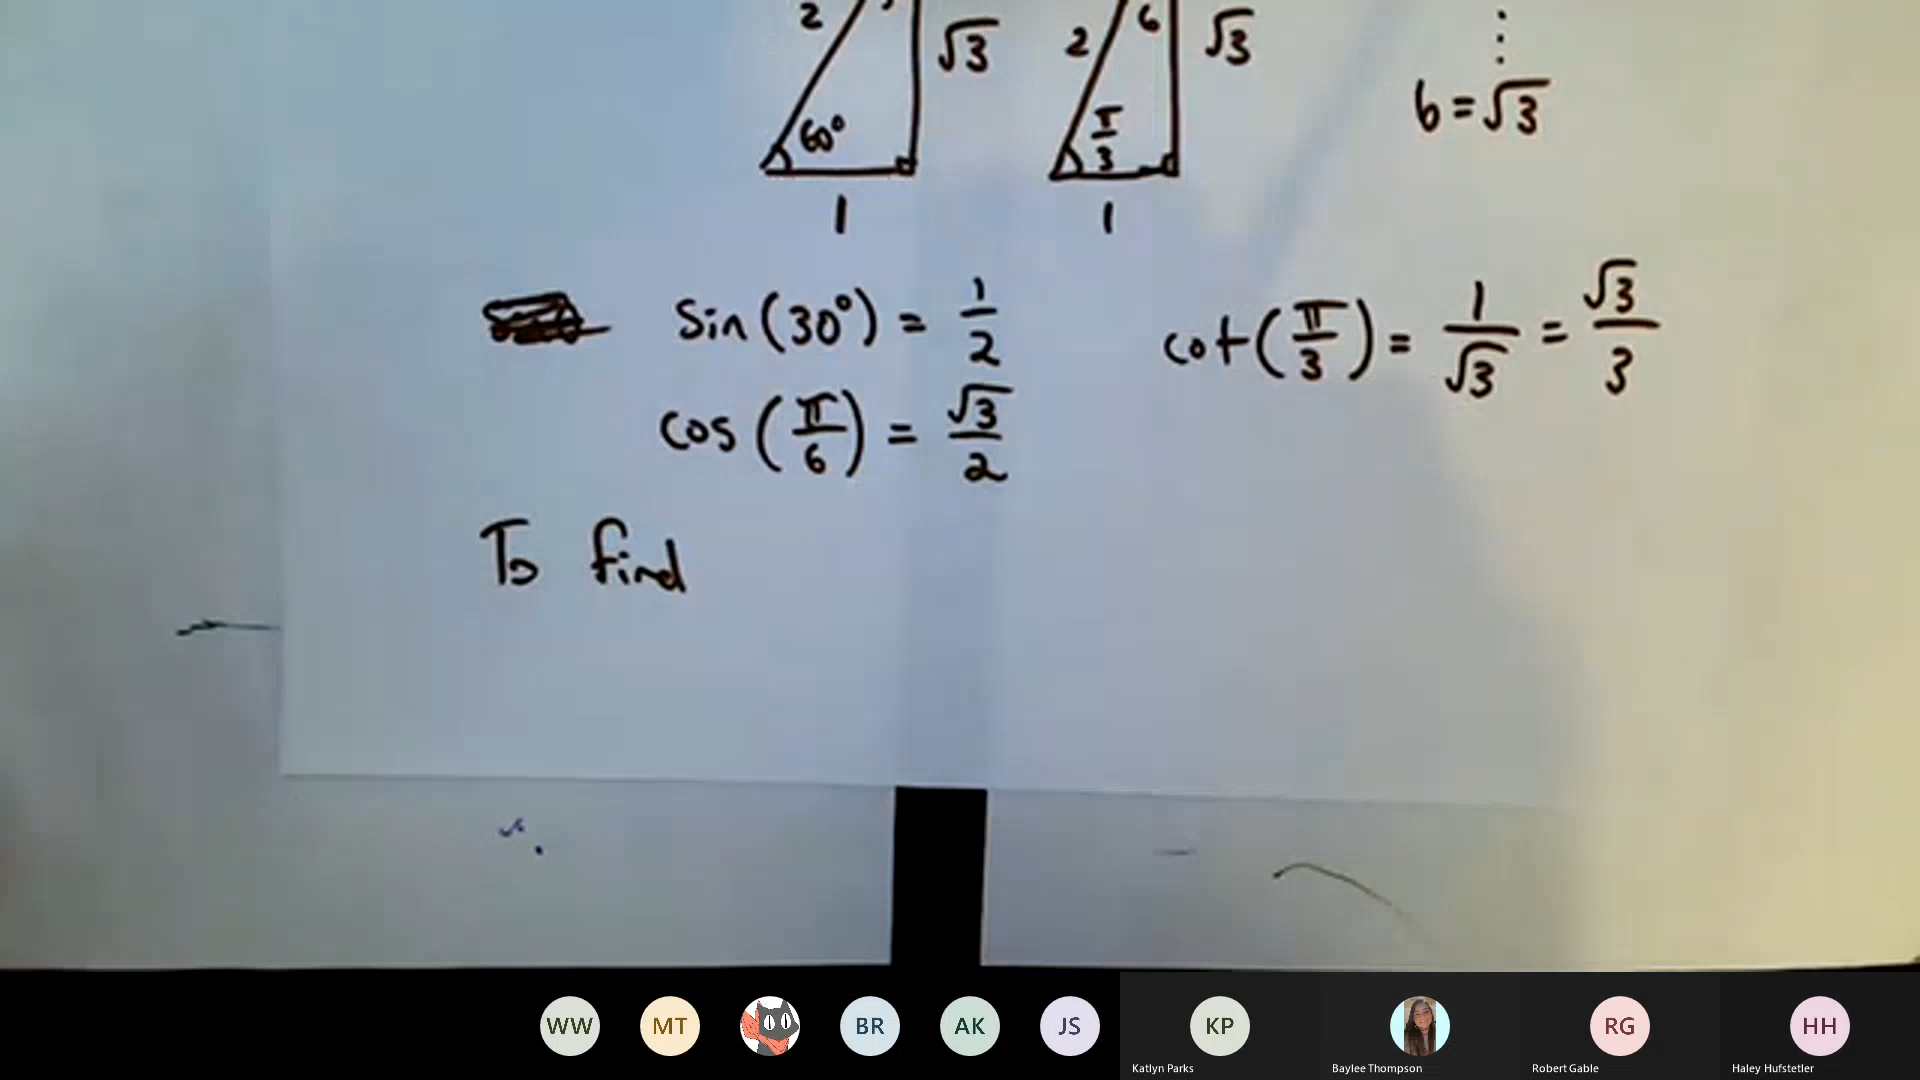 2 √3 2 6 √3 ⋮
60° π/3 b = √3
1 1
sin(30°) = 1/2 cot(π/3) = 1/√3 = √3/3
cos(π/6) = √3/2
To find
WW MT BR AK JS KP RG HH
Katlyn Parks Baylee Thompson Robert Gable Haley Hufstetler